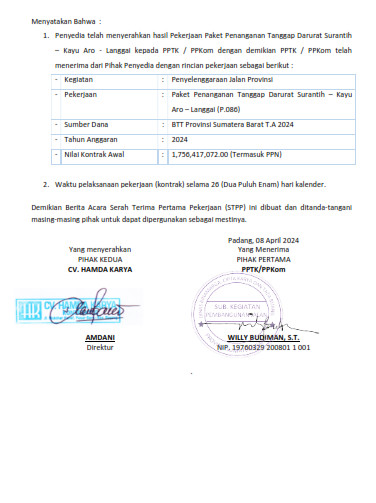 Menyatakan Bahwa :
1. Penyedia telah menyerahkan hasil Pekerjaan Paket Penanganan Tanggap Darurat Surantih
– Kayu Aro - Langgai kepada PPTK / PPKom dengan demikian PPTK / PPKom telah
menerima dari Pihak Penyedia dengan rincian pekerjaan sebagai berikut :
- Kegiatan : Penyelenggaraan Jalan Provinsi
- Pekerjaan : Paket Penanganan Tanggap Darurat Surantih – Kayu
Aro – Langgai (P.086)
- Sumber Dana : BTT Provinsi Sumatera Barat T.A 2024
- Tahun Anggaran : 2024
- Nilai Kontrak Awal : 1,756,417,072.00 (Termasuk PPN)
2. Waktu pelaksanaan pekerjaan (kontrak) selama 26 (Dua Puluh Enam) hari kalender.
Demikian Berita Acara Serah Terima Pertama Pekerjaan (STPP) ini dibuat dan ditanda-tangani
masing-masing pihak untuk dapat dipergunakan sebagai mestinya.
Padang, 08 April 2024
Yang menyerahkan
PIHAK KEDUA
CV. HAMDA KARYA
Yang Menerima
PIHAK PERTAMA
PPTK/PPKom
HK CV. HAMDA KARYA
SUB. KEGIATAN
PEMBANGUNAN JALAN
AMDANI
Direktur
WILLY BUDIMAN, S.T.
NIP. 19760329 200801 1 001